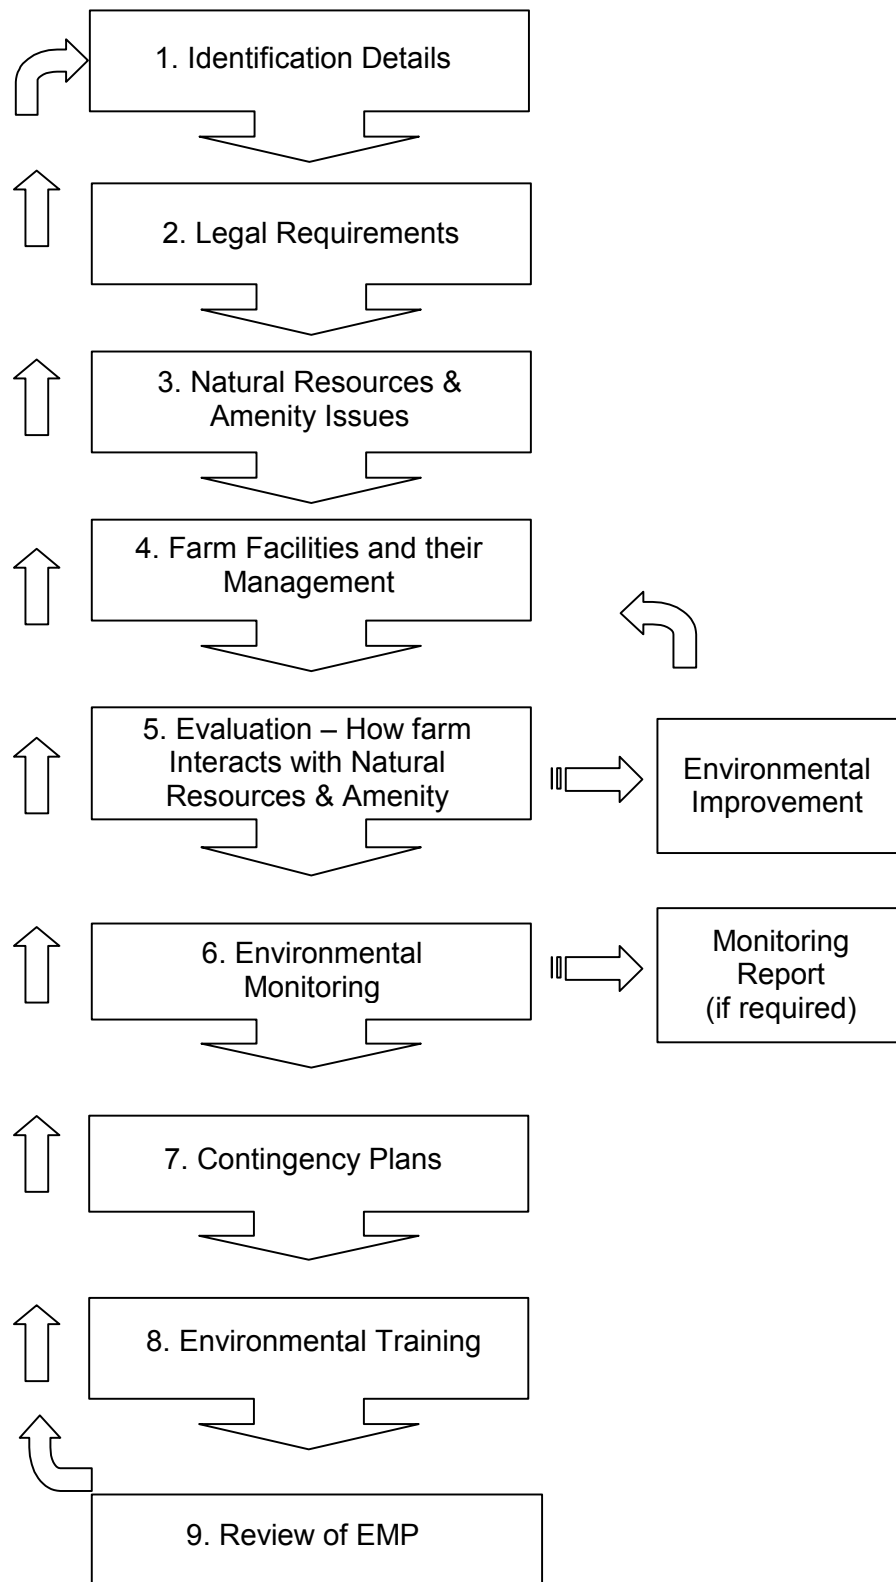 1. Identification Details
2. Legal Requirements
3. Natural Resources &
Amenity Issues
4. Farm Facilities and their
Management
5. Evaluation – How farm
Interacts with Natural
Resources & Amenity
Environmental
Improvement
6. Environmental
Monitoring
Monitoring
Report
(if required)
7. Contingency Plans
8. Environmental Training
9. Review of EMP